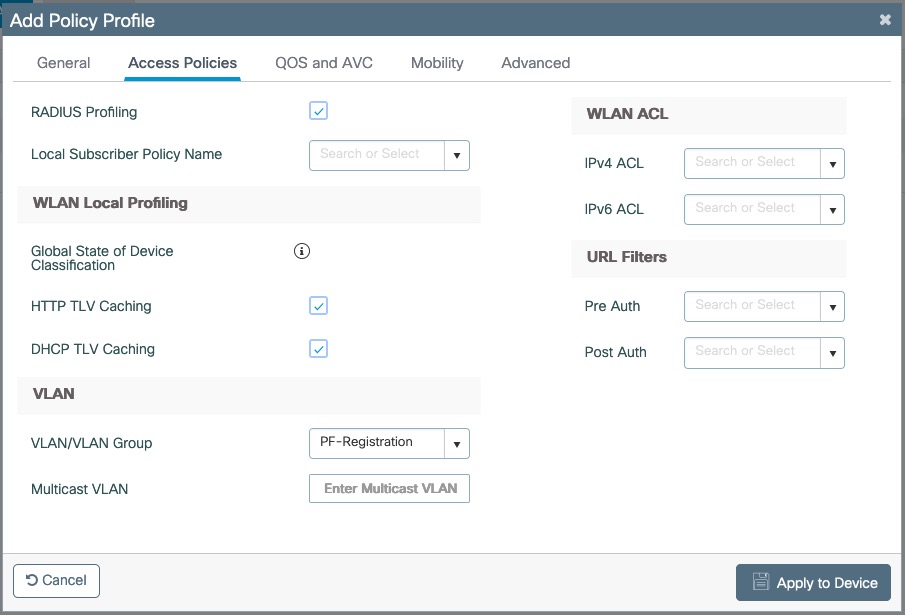 Add Policy Profile
General
Access Policies
QOS and AVC
Mobility
Advanced
RADIUS Profiling
Local Subscriber Policy Name
Search or Select
WLAN Local Profiling
Global State of Device
Classification
HTTP TLV Caching
DHCP TLV Caching
VLAN
VLAN/VLAN Group
PF-Registration
Multicast VLAN
Enter Multicast VLAN
WLAN ACL
IPv4 ACL
Search or Select
IPv6 ACL
Search or Select
URL Filters
Pre Auth
Search or Select
Post Auth
Search or Select
Cancel
Apply to Device